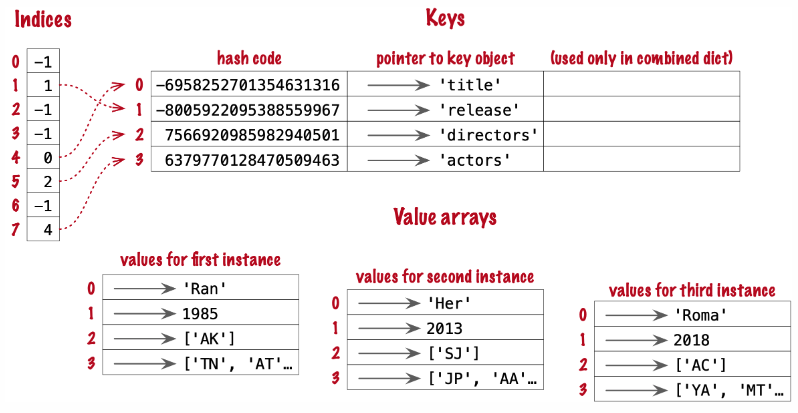 Indices
Keys
hash code
pointer to key object
(used only in combined dict)
0 −1
1 1
2 −1
3 −1
4 0
5 2
6 −1
7 4
0 −6958252701354631316 'title'
1 −8005922095388559967 'release'
2 7566920985982940501 'directors'
3 6379770128470509463 'actors'
Value arrays
values for first instance
0 'Ran'
1 1985
2 ['AK']
3 ['TN', 'AT'…
values for second instance
0 'Her'
1 2013
2 ['SJ']
3 ['JP', 'AA'…
values for third instance
0 'Roma'
1 2018
2 ['AC']
3 ['YA', 'MT'…